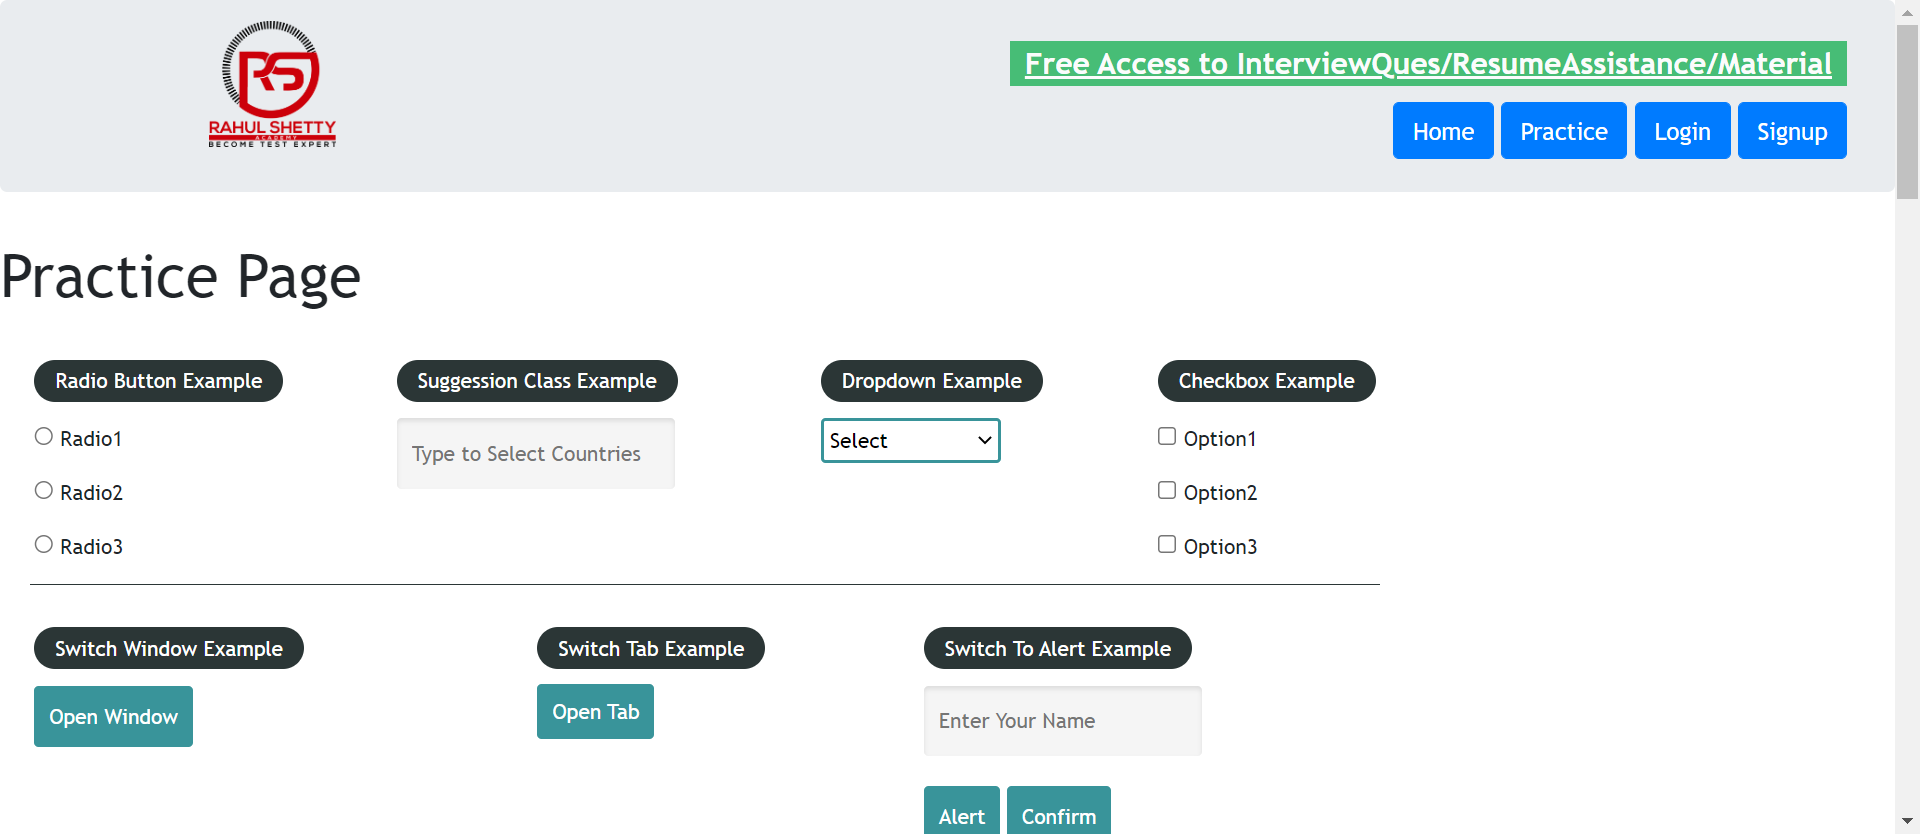 RS
RAHUL SHETTY
ACADEMY
BECOME TEST EXPERT
Free Access to InterviewQues/ResumeAssistance/Material
Home Practice Login Signup
Practice Page
Radio Button Example
Radio1
Radio2
Radio3
Suggession Class Example
Type to Select Countries
Dropdown Example
Select
Checkbox Example
Option1
Option2
Option3
Switch Window Example
Open Window
Switch Tab Example
Open Tab
Switch To Alert Example
Enter Your Name
Alert Confirm